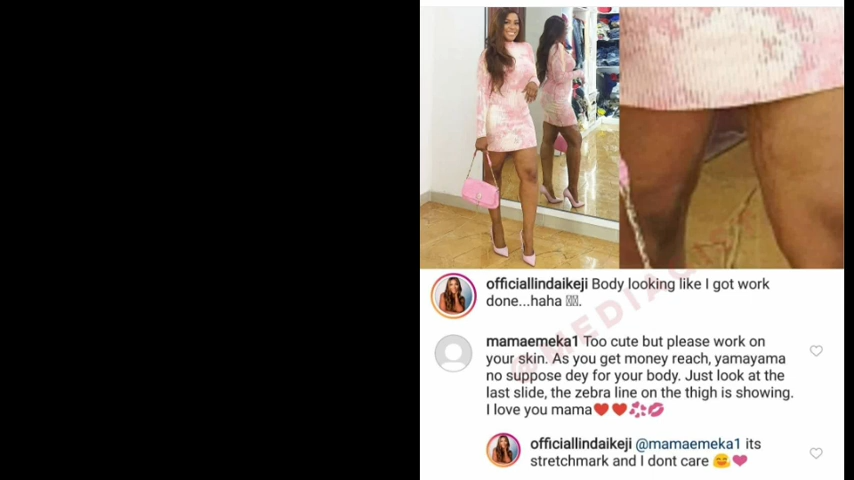 officiallindaikeji Body looking like I got work
done...haha
mamaemeka1 Too cute but please work on
your skin. As you get money reach, yamayama
no suppose dey for your body. Just look at the
last slide, the zebra line on the thigh is showing.
I love you mama❤️❤️💞💋
officiallindaikeji @mamaemeka1 its
stretchmark and I dont care 😊❤️